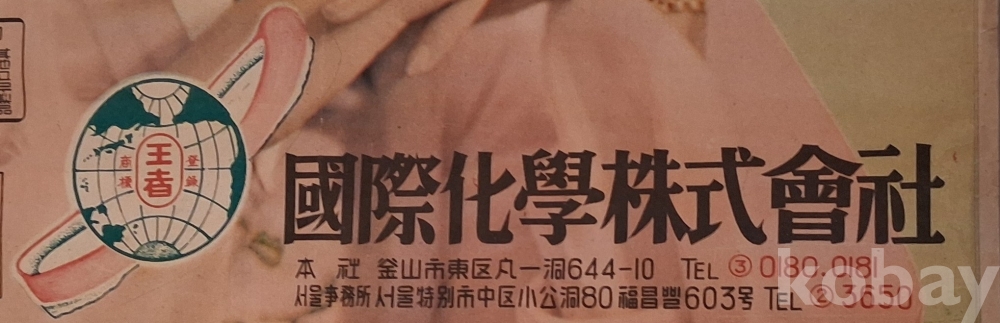 王者
登錄
商標
國際化學株式會社
本社 釜山市東区凡一洞644-10 TEL ③ 0180.0181
서울事務所 서울特別市中区小公洞80 福昌빌603号 TEL ② 3650
kobay